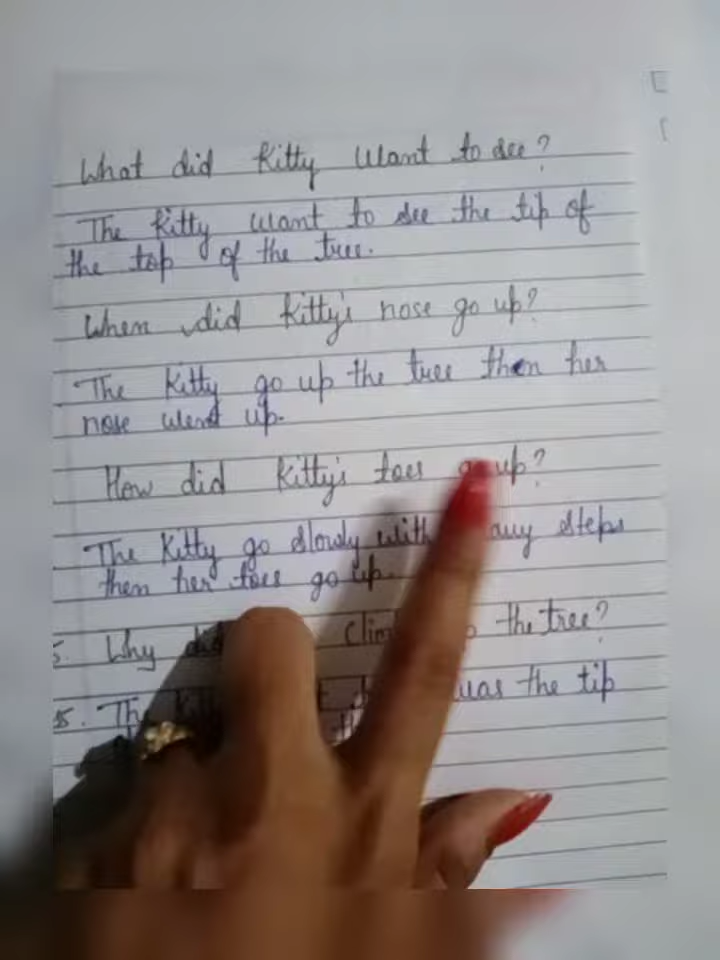 What did Kitty want to see?
The Kitty want to see the tip of
the top of the tree.
When did Kitty's nose go up?
The Kitty go up the tree then her
nose went up.
How did Kitty's toes up?
The Kitty go slowly with steps
then her toes go up.
5. Why did the tree?
5. The was the tip